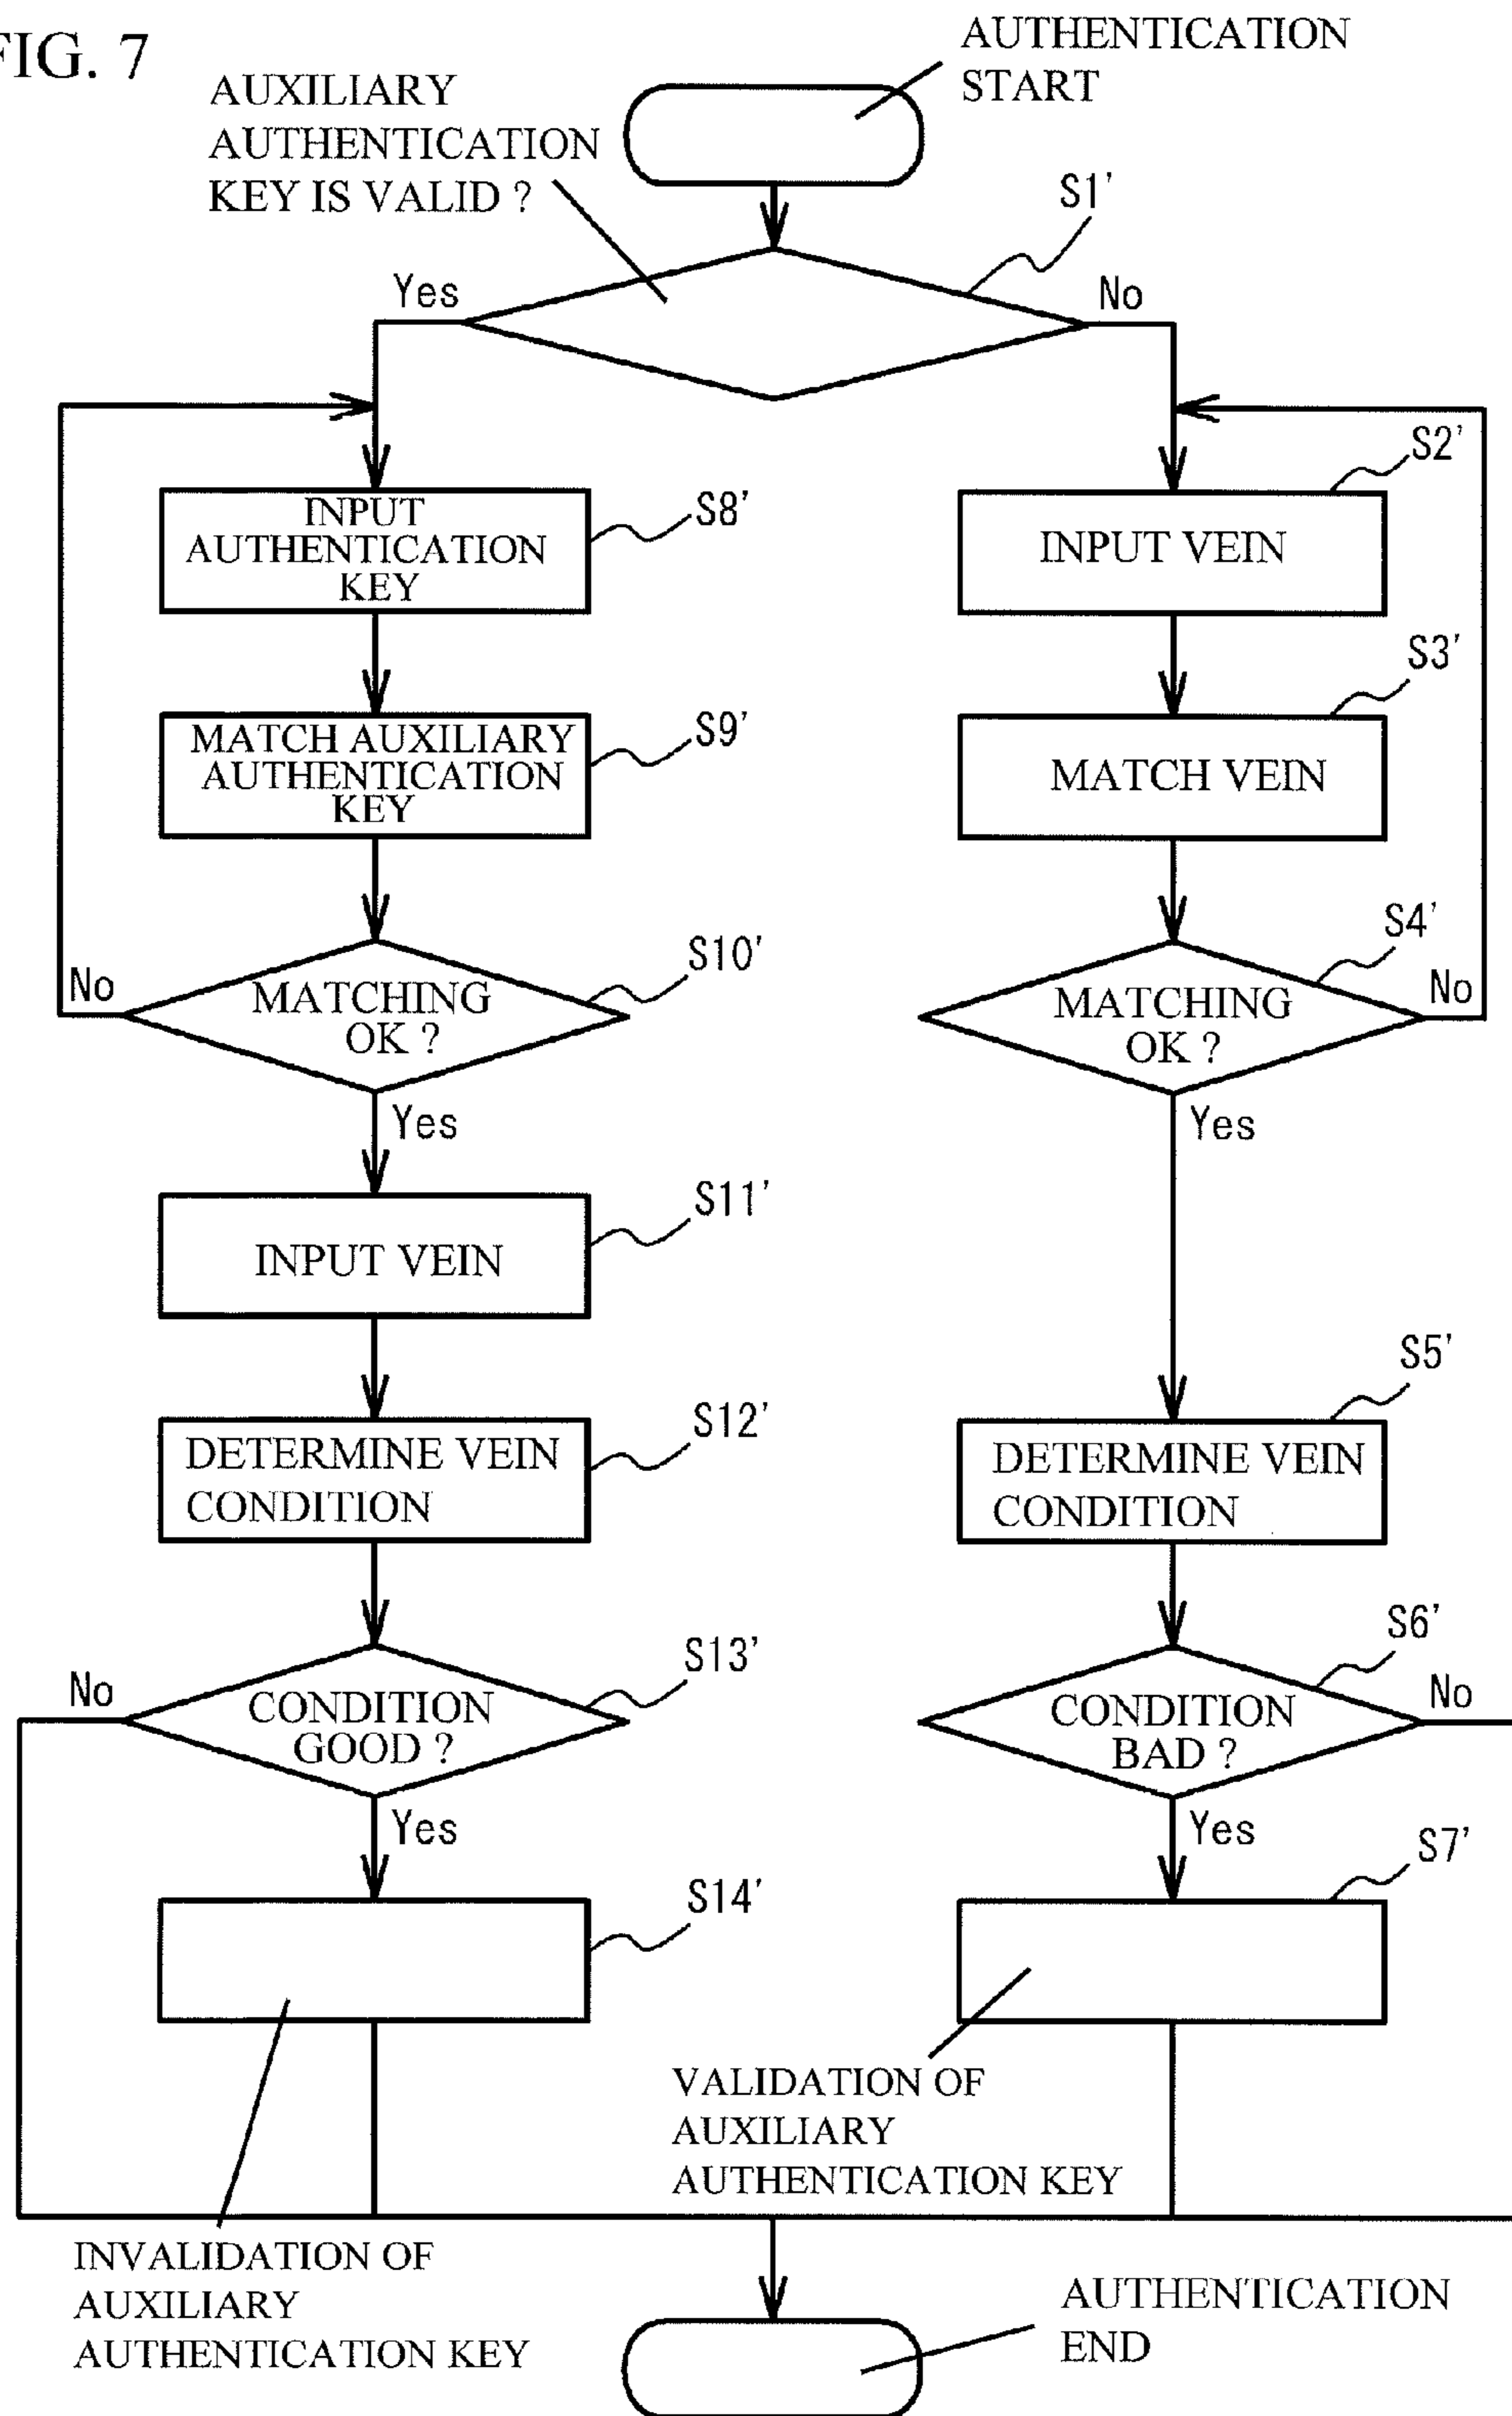 FIG. 7
AUTHENTICATION
START
AUXILIARY
AUTHENTICATION
KEY IS VALID ?
S1'
Yes
No
S2'
INPUT
AUTHENTICATION
KEY
S8'
INPUT VEIN
S3'
MATCH AUXILIARY
AUTHENTICATION
KEY
S9'
MATCH VEIN
S4'
No
MATCHING
OK ?
S10'
MATCHING
OK ?
No
Yes
Yes
INPUT VEIN
S11'
S5'
DETERMINE VEIN
CONDITION
S12'
DETERMINE VEIN
CONDITION
S6'
No
CONDITION
GOOD ?
S13'
CONDITION
BAD ?
No
Yes
Yes
S7'
S14'
VALIDATION OF
AUXILIARY
AUTHENTICATION KEY
INVALIDATION OF
AUXILIARY
AUTHENTICATION KEY
AUTHENTICATION
END